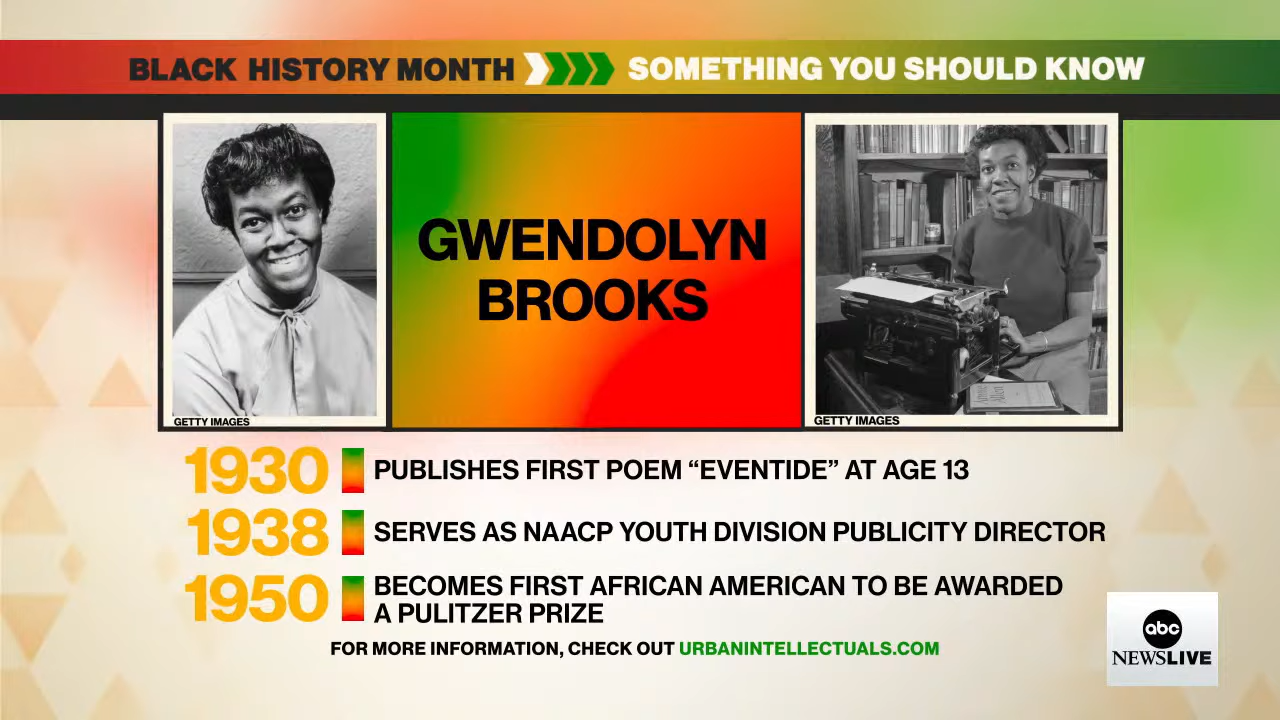 BLACK HISTORY MONTH
SOMETHING YOU SHOULD KNOW
GWENDOLYN
BROOKS
GETTY IMAGES
GETTY IMAGES
1930 PUBLISHES FIRST POEM “EVENTIDE” AT AGE 13
1938 SERVES AS NAACP YOUTH DIVISION PUBLICITY DIRECTOR
1950 BECOMES FIRST AFRICAN AMERICAN TO BE AWARDED
A PULITZER PRIZE
FOR MORE INFORMATION, CHECK OUT URBANINTELLECTUALS.COM
abc
NEWSLIVE